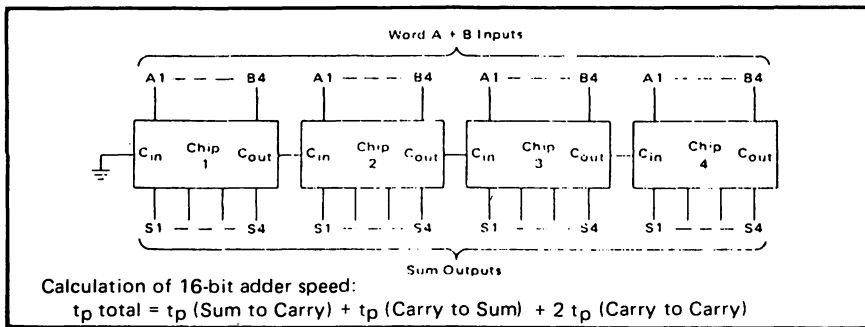 Word A + B Inputs
A1 — — — — B4 A1 — — — — B4 A1 — — — — B4 A1 — — — — B4
Cin Chip 1 Cout Cin Chip 2 Cout Cin Chip 3 Cout Cin Chip 4 Cout
S1 — — — — S4 S1 — — — — S4 S1 — — — — S4 S1 — — — — S4
Sum Outputs
Calculation of 16-bit adder speed:
tp total = tp (Sum to Carry) + tp (Carry to Sum) + 2 tp (Carry to Carry)